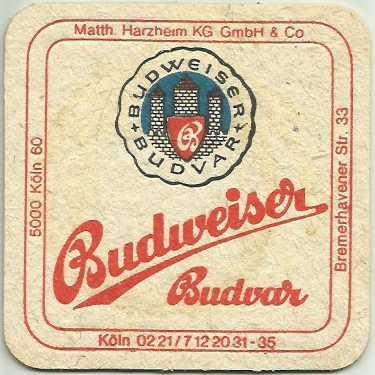 Matth. Harzheim KG GmbH & Co
BUDWEISER
BUDVAR
B
5000 Köln 60
Bremerhavener Str. 33
Budweiser
Budvar
Köln 02 21/7 12 20 31 - 35